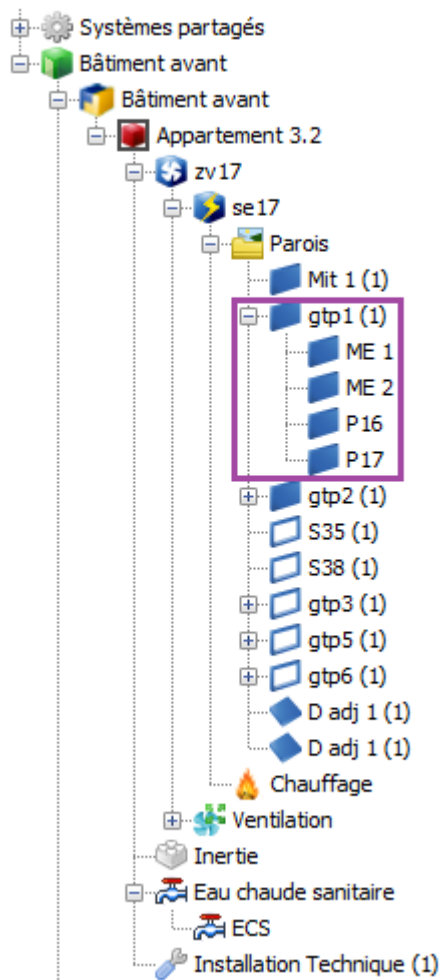 Systèmes partagés
Bâtiment avant
Bâtiment avant
Appartement 3.2
zv17
se17
Parois
Mit 1 (1)
gtp1 (1)
ME 1
ME 2
P16
P17
gtp2 (1)
S35 (1)
S38 (1)
gtp3 (1)
gtp5 (1)
gtp6 (1)
D adj 1 (1)
D adj 1 (1)
Chauffage
Ventilation
Inertie
Eau chaude sanitaire
ECS
Installation Technique (1)